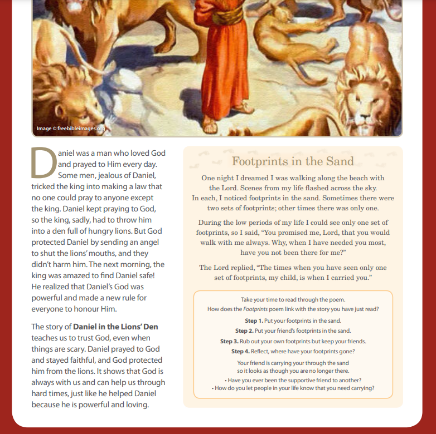 Image © freebibleimages.org
Daniel was a man who loved God
and prayed to Him every day.
Some men, jealous of Daniel,
tricked the king into making a law that
no one could pray to anyone except
the king. Daniel kept praying to God,
so the king, sadly, had to throw him
into a den full of hungry lions. But God
protected Daniel by sending an angel
to shut the lions' mouths, and they
didn't harm him. The next morning, the
king was amazed to find Daniel safe!
He realized that Daniel's God was
powerful and made a new rule for
everyone to honour Him.
The story of Daniel in the Lions' Den
teaches us to trust God, even when
things are scary. Daniel prayed to God
and stayed faithful, and God protected
him from the lions. It shows that God is
always with us and can help us through
hard times, just like he helped Daniel
because he is powerful and loving.
Footprints in the Sand
One night I dreamed I was walking along the beach with
the Lord. Scenes from my life flashed across the sky.
In each, I noticed footprints in the sand. Sometimes there were
two sets of footprints; other times there was only one.
During the low periods of my life I could see only one set of
footprints, so I said, "You promised me, Lord, that you would
walk with me always. Why, when I have needed you most,
have you not been there for me?"
The Lord replied, "The times when you have seen only one
set of footprints, my child, is when I carried you."
Take your time to read through the poem.
How does the Footprints poem link with the story you have just read?
Step 1. Put your footprints in the sand.
Step 2. Put your friend's footprints in the sand.
Step 3. Rub out your own footprints but keep your friends.
Step 4. Reflect, where have your footprints gone?
Your friend is carrying your through the sand
so it looks as though you are no longer there.
• Have you ever been the supportive friend to another?
• How do you let people in your life know that you need carrying?